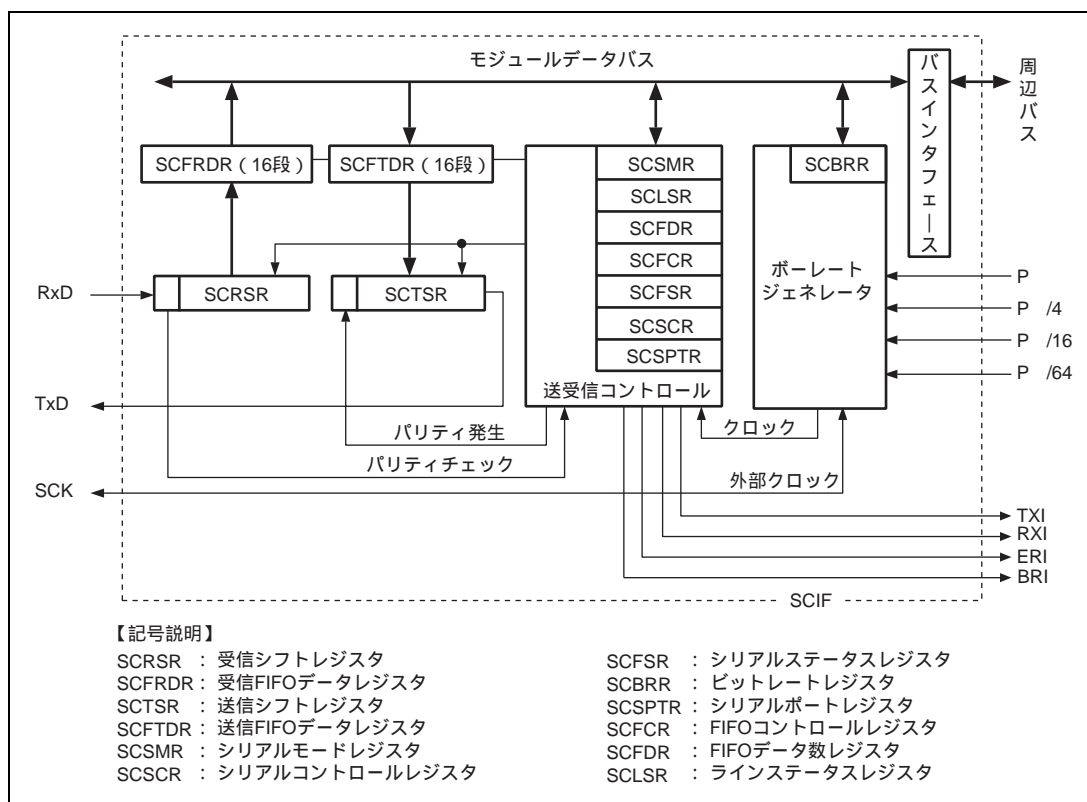 モジュールデータバス
バスインタフェース
周辺バス
SCFRDR（16段）
SCFTDR（16段）
SCSMR
SCLSR
SCFDR
SCFCR
SCFSR
SCSCR
SCSPTR
送受信コントロール
SCBRR
ボーレート
ジェネレータ
RxD
SCRSR
SCTSR
P
P /4
P /16
P /64
TxD
パリティ発生
パリティチェック
クロック
SCK
外部クロック
TXI
RXI
ERI
BRI
SCIF
【記号説明】
SCRSR ： 受信シフトレジスタ
SCFRDR： 受信FIFOデータレジスタ
SCTSR ： 送信シフトレジスタ
SCFTDR： 送信FIFOデータレジスタ
SCSMR ： シリアルモードレジスタ
SCSCR ： シリアルコントロールレジスタ
SCFSR ： シリアルステータスレジスタ
SCBRR ： ビットレートレジスタ
SCSPTR： シリアルポートレジスタ
SCFCR ： FIFOコントロールレジスタ
SCFDR ： FIFOデータ数レジスタ
SCLSR ： ラインステータスレジスタ